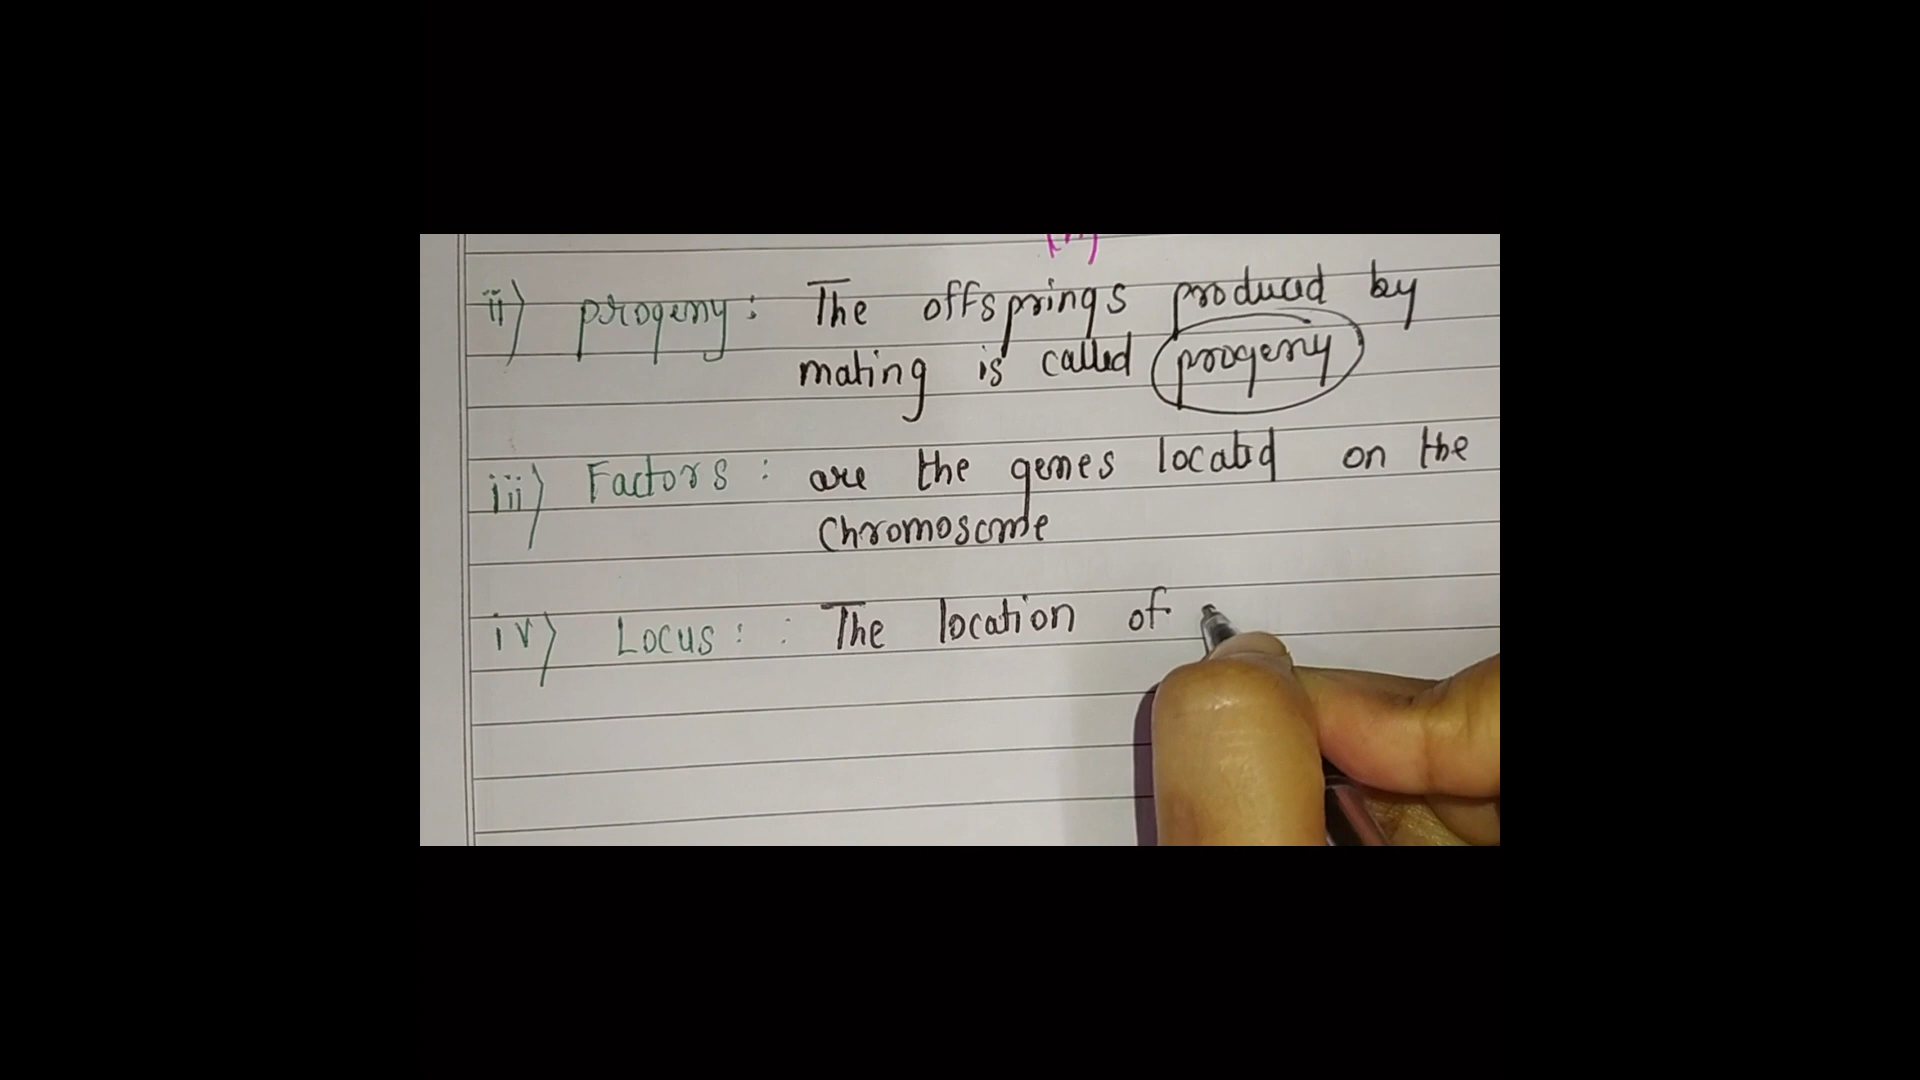 ii) progeny : The offsprings produced by
mating is called progeny
iii) Factors : are the genes located on the
Chromosome
iv) Locus : : The location of